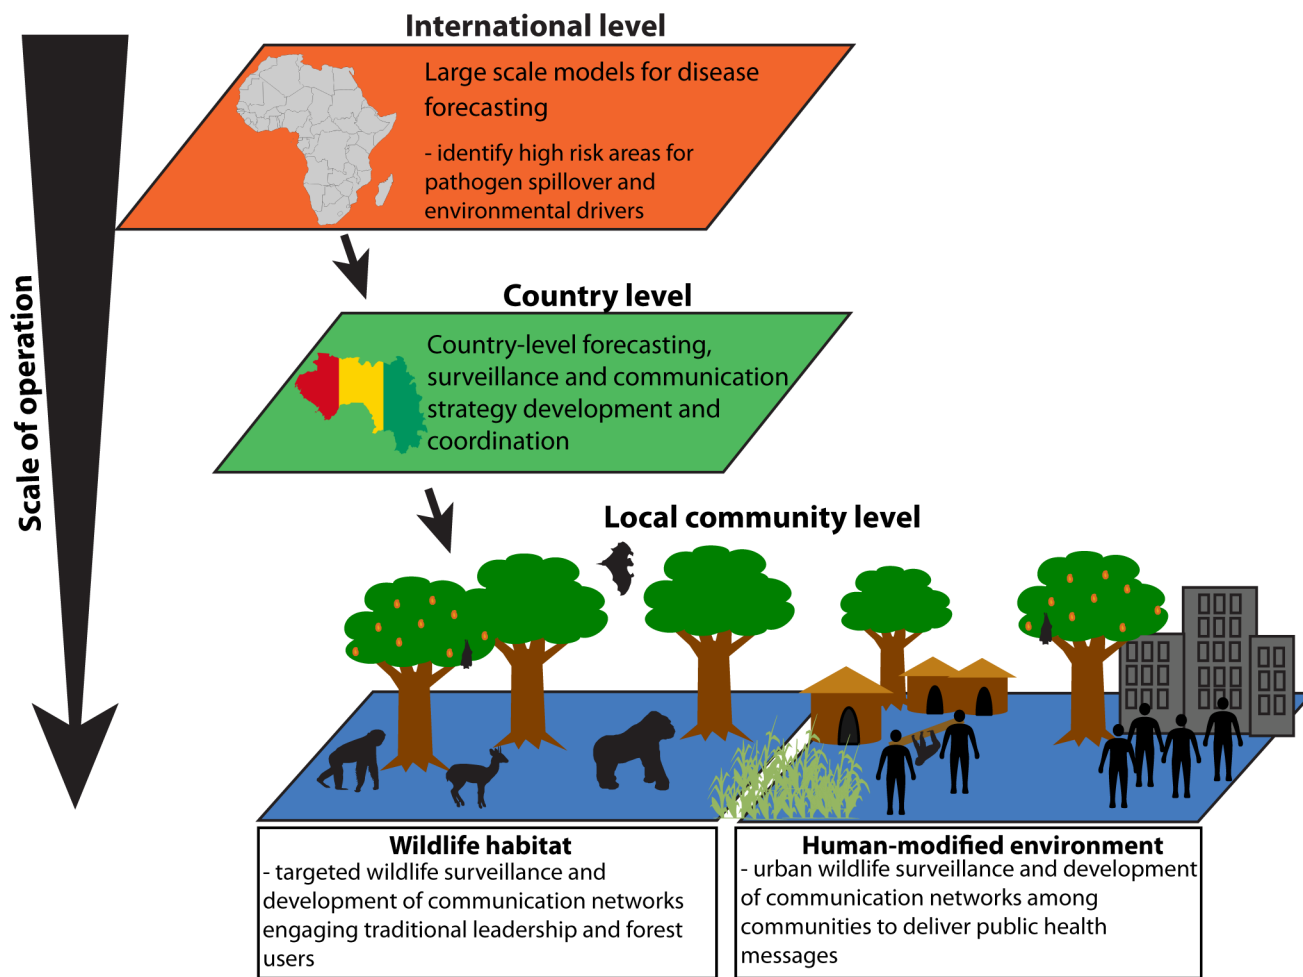 International level
Large scale models for disease
forecasting
- identify high risk areas for
pathogen spillover and
environmental drivers
Scale of operation
Country level
Country-level forecasting,
surveillance and communication
strategy development and
coordination
Local community level
Wildlife habitat
- targeted wildlife surveillance and
development of communication networks
engaging traditional leadership and forest
users
Human-modified environment
- urban wildlife surveillance and development
of communication networks among
communities to deliver public health
messages